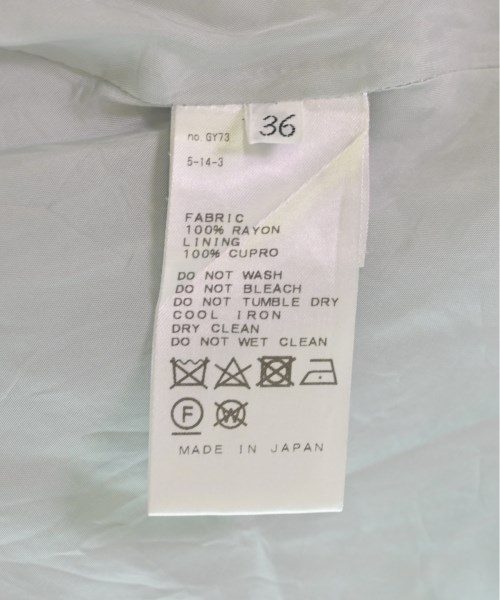 36
no. GY73
5-14-3
FABRIC
100% RAYON
LINING
100% CUPRO
DO NOT WASH
DO NOT BLEACH
DO NOT TUMBLE DRY
COOL IRON
DRY CLEAN
DO NOT WET CLEAN
F W
MADE IN JAPAN